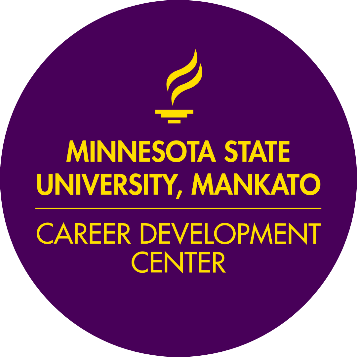 MINNESOTA STATE
UNIVERSITY, MANKATO
CAREER DEVELOPMENT
CENTER